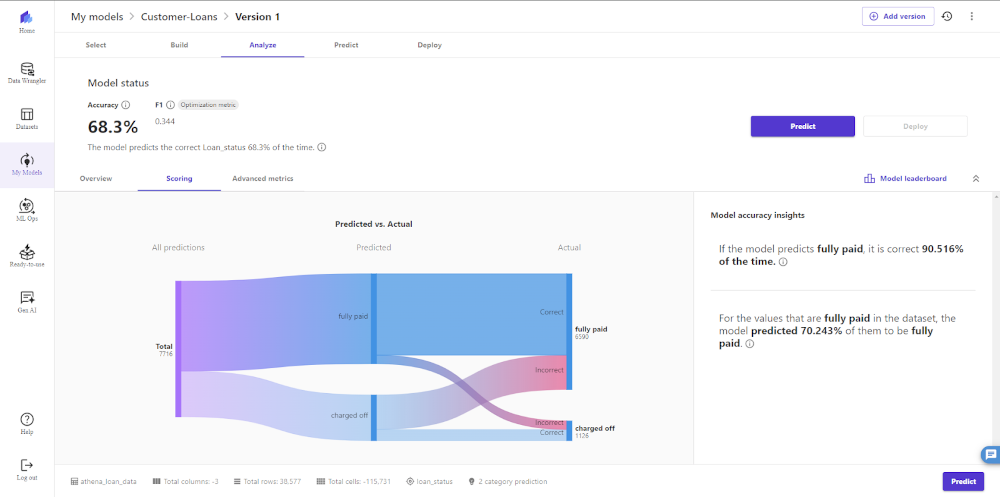 My models > Customer-Loans > Version 1
Add version
Home
Data Wrangler
Datasets
My Models
ML Ops
Ready-to-use
Gen AI
Help
Log out
Select Build Analyze Predict Deploy
Model status
Accuracy F1 Optimization metric
68.3% 0.344
The model predicts the correct Loan_status 68.3% of the time.
Predict Deploy
Overview Scoring Advanced metrics
Model leaderboard
Predicted vs. Actual
All predictions Predicted Actual
Total
7716
fully paid
charged off
Correct
Incorrect
fully paid
6590
Incorrect
Correct
charged off
1126
Model accuracy insights
If the model predicts fully paid, it is correct 90.516%
of the time.
For the values that are fully paid in the dataset, the
model predicted 70.243% of them to be fully
paid.
athena_loan_data Total columns: -3 Total rows: 38,577 Total cells: -115,731 loan_status 2 category prediction
Predict